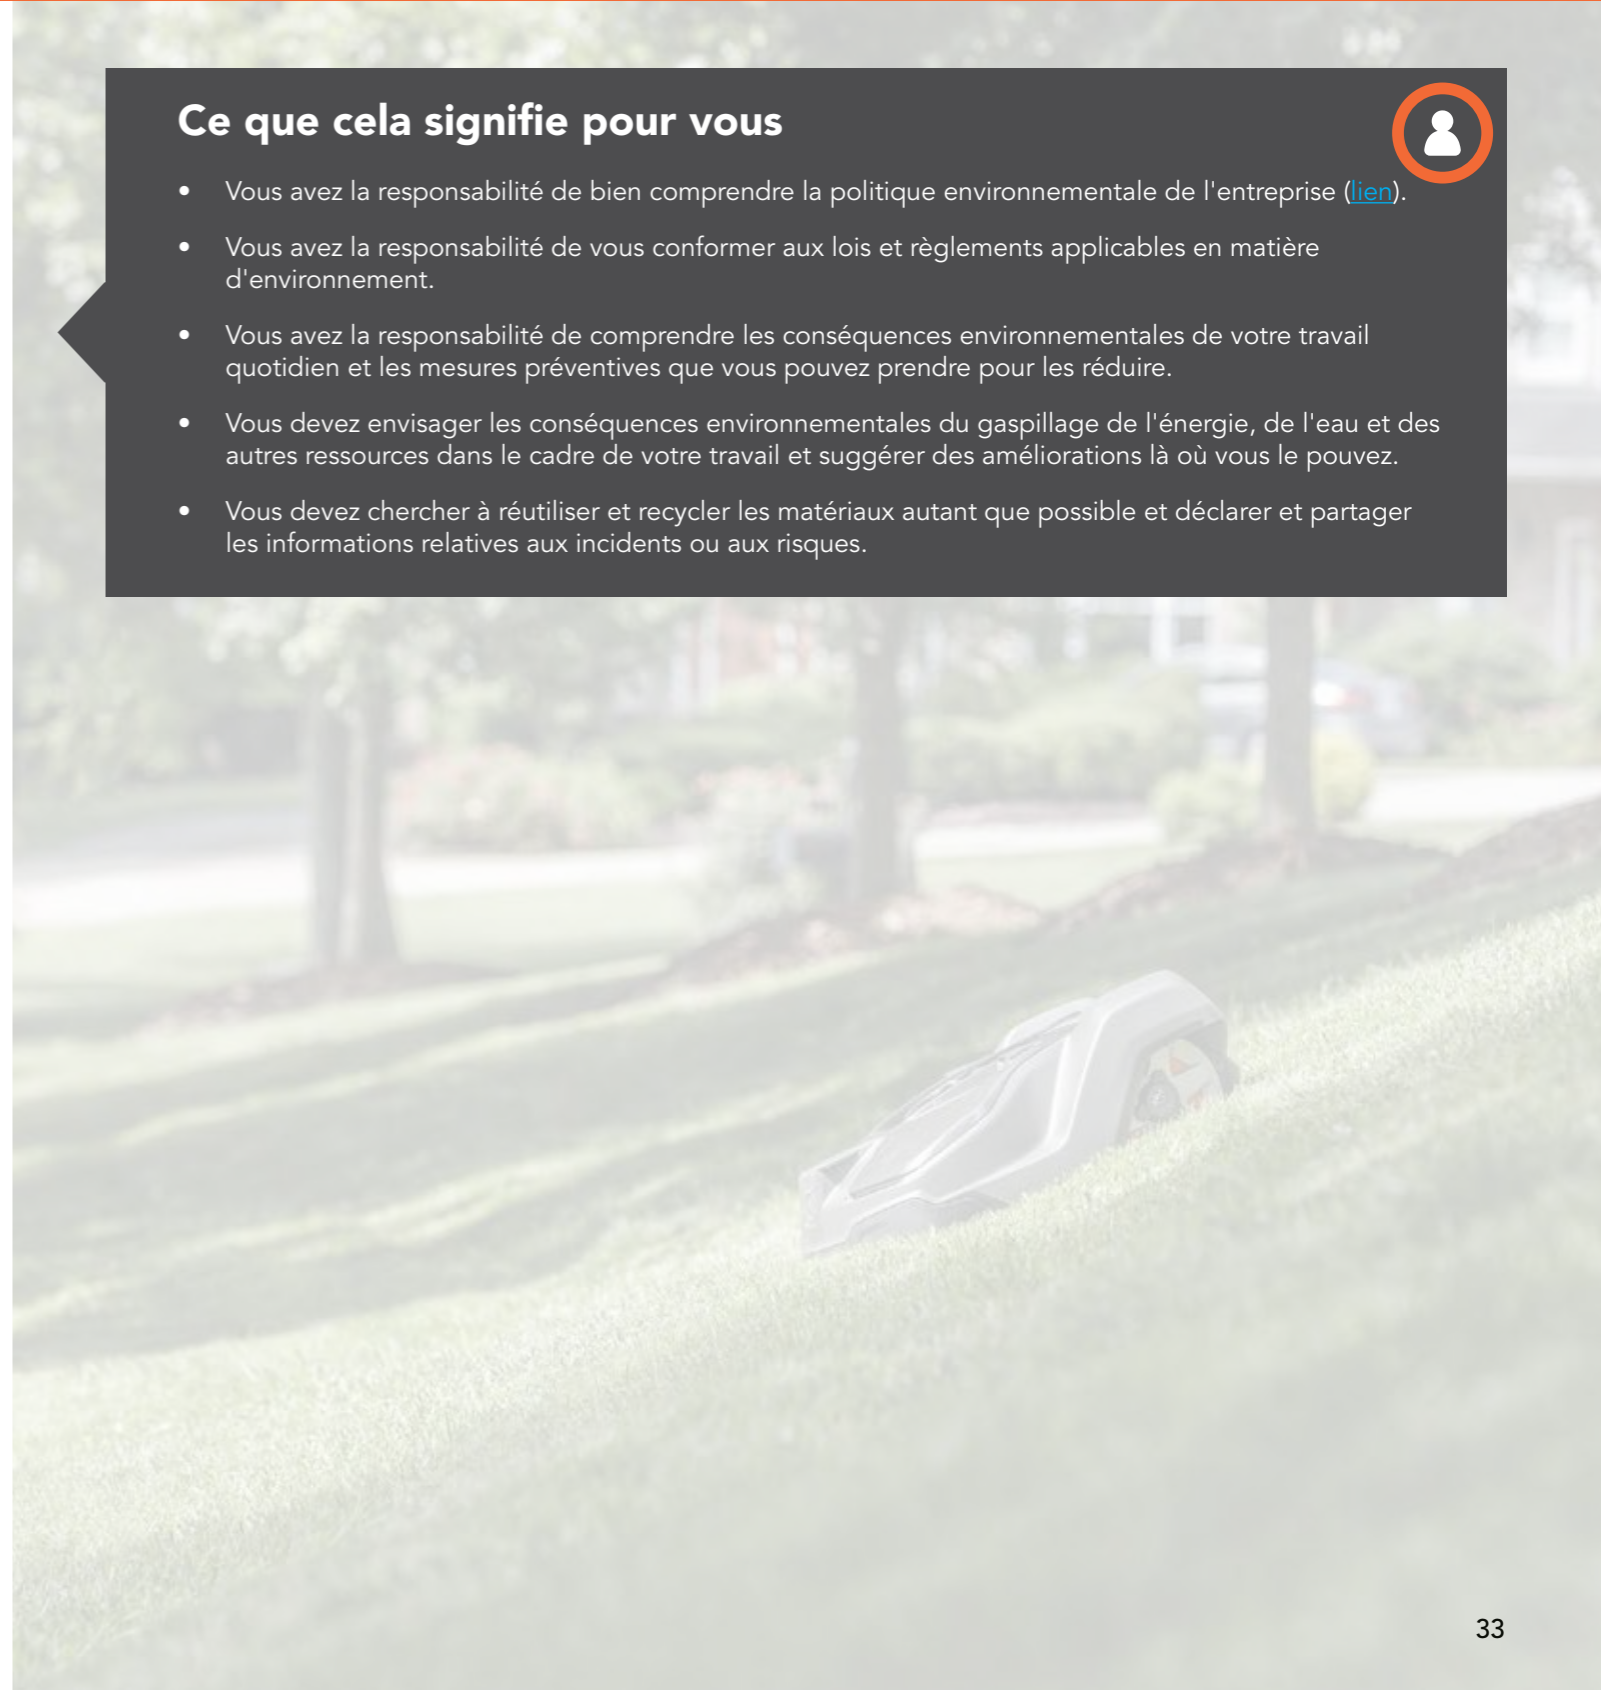 Ce que cela signifie pour vous
• Vous avez la responsabilité de bien comprendre la politique environnementale de l'entreprise (lien).
• Vous avez la responsabilité de vous conformer aux lois et règlements applicables en matière
d'environnement.
• Vous avez la responsabilité de comprendre les conséquences environnementales de votre travail
quotidien et les mesures préventives que vous pouvez prendre pour les réduire.
• Vous devez envisager les conséquences environnementales du gaspillage de l'énergie, de l'eau et des
autres ressources dans le cadre de votre travail et suggérer des améliorations là où vous le pouvez.
• Vous devez chercher à réutiliser et recycler les matériaux autant que possible et déclarer et partager
les informations relatives aux incidents ou aux risques.
33